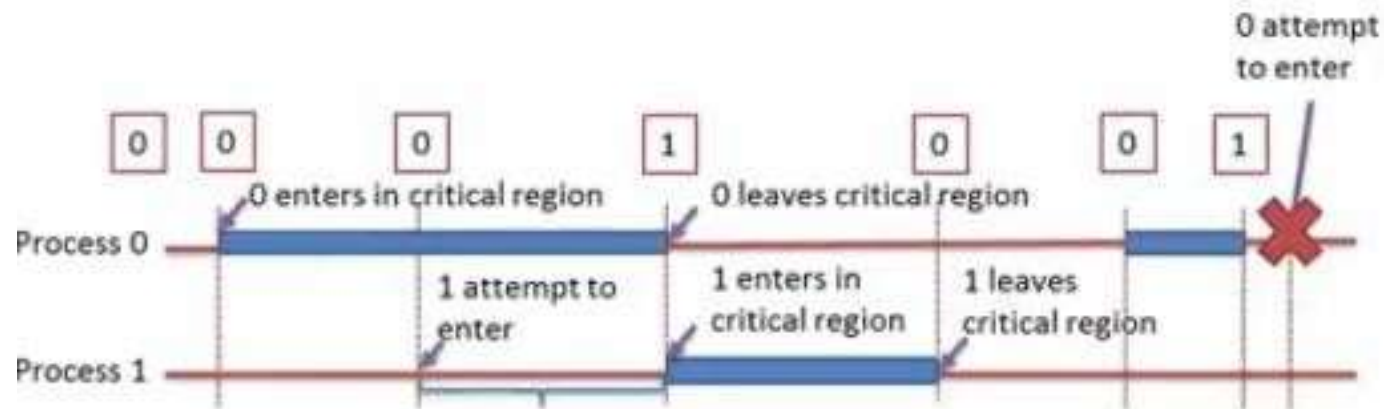 0 attempt
to enter
0 0 0 1 0 0 1
0 enters in critical region 0 leaves critical region
Process 0
1 attempt to
enter
1 enters in
critical region
1 leaves
critical region
Process 1